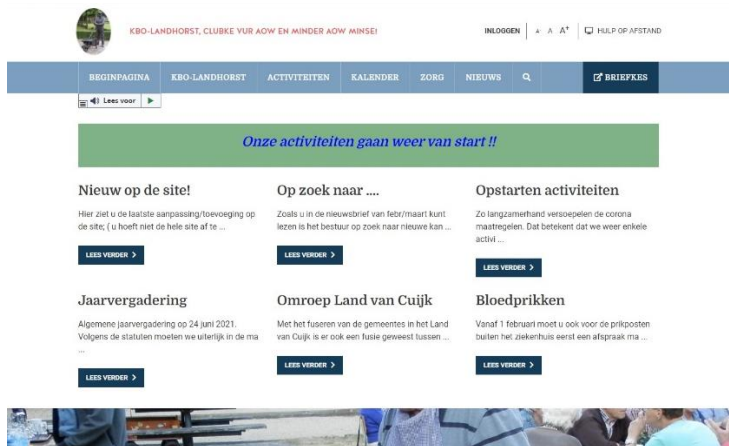 KBO-LANDHORST, CLUBKE VUR AOW EN MINDER AOW MINSE!
INLOGGEN
A A A+
HULP OP AFSTAND
BEGINPAGINA KBO-LANDHORST ACTIVITEITEN KALENDER ZORG NIEUWS
BRIEFKES
Lees voor
Onze activiteiten gaan weer van start !!
Nieuw op de site!
Hier ziet u de laatste aanpassing/toevoeging op
de site; ( u hoeft niet de hele site af te ...
LEES VERDER
Op zoek naar ....
Zoals u in de nieuwsbrief van febr/maart kunt
lezen is het bestuur op zoek naar nieuwe kan ...
LEES VERDER
Opstarten activiteiten
Zo langzamerhand versoepelen de corona
maatregelen. Dat betekent dat we weer enkele
activi ...
LEES VERDER
Jaarvergadering
Algemene jaarvergadering op 24 juni 2021.
Volgens de statuten moeten we uiterlijk in de ma
...
LEES VERDER
Omroep Land van Cuijk
Met het fuseren van de gemeentes in het Land
van Cuijk is er ook een fusie geweest tussen ...
LEES VERDER
Bloedprikken
Vanaf 1 februari moet u ook voor de prikposten
buiten het ziekenhuis eerst een afspraak ma ...
LEES VERDER